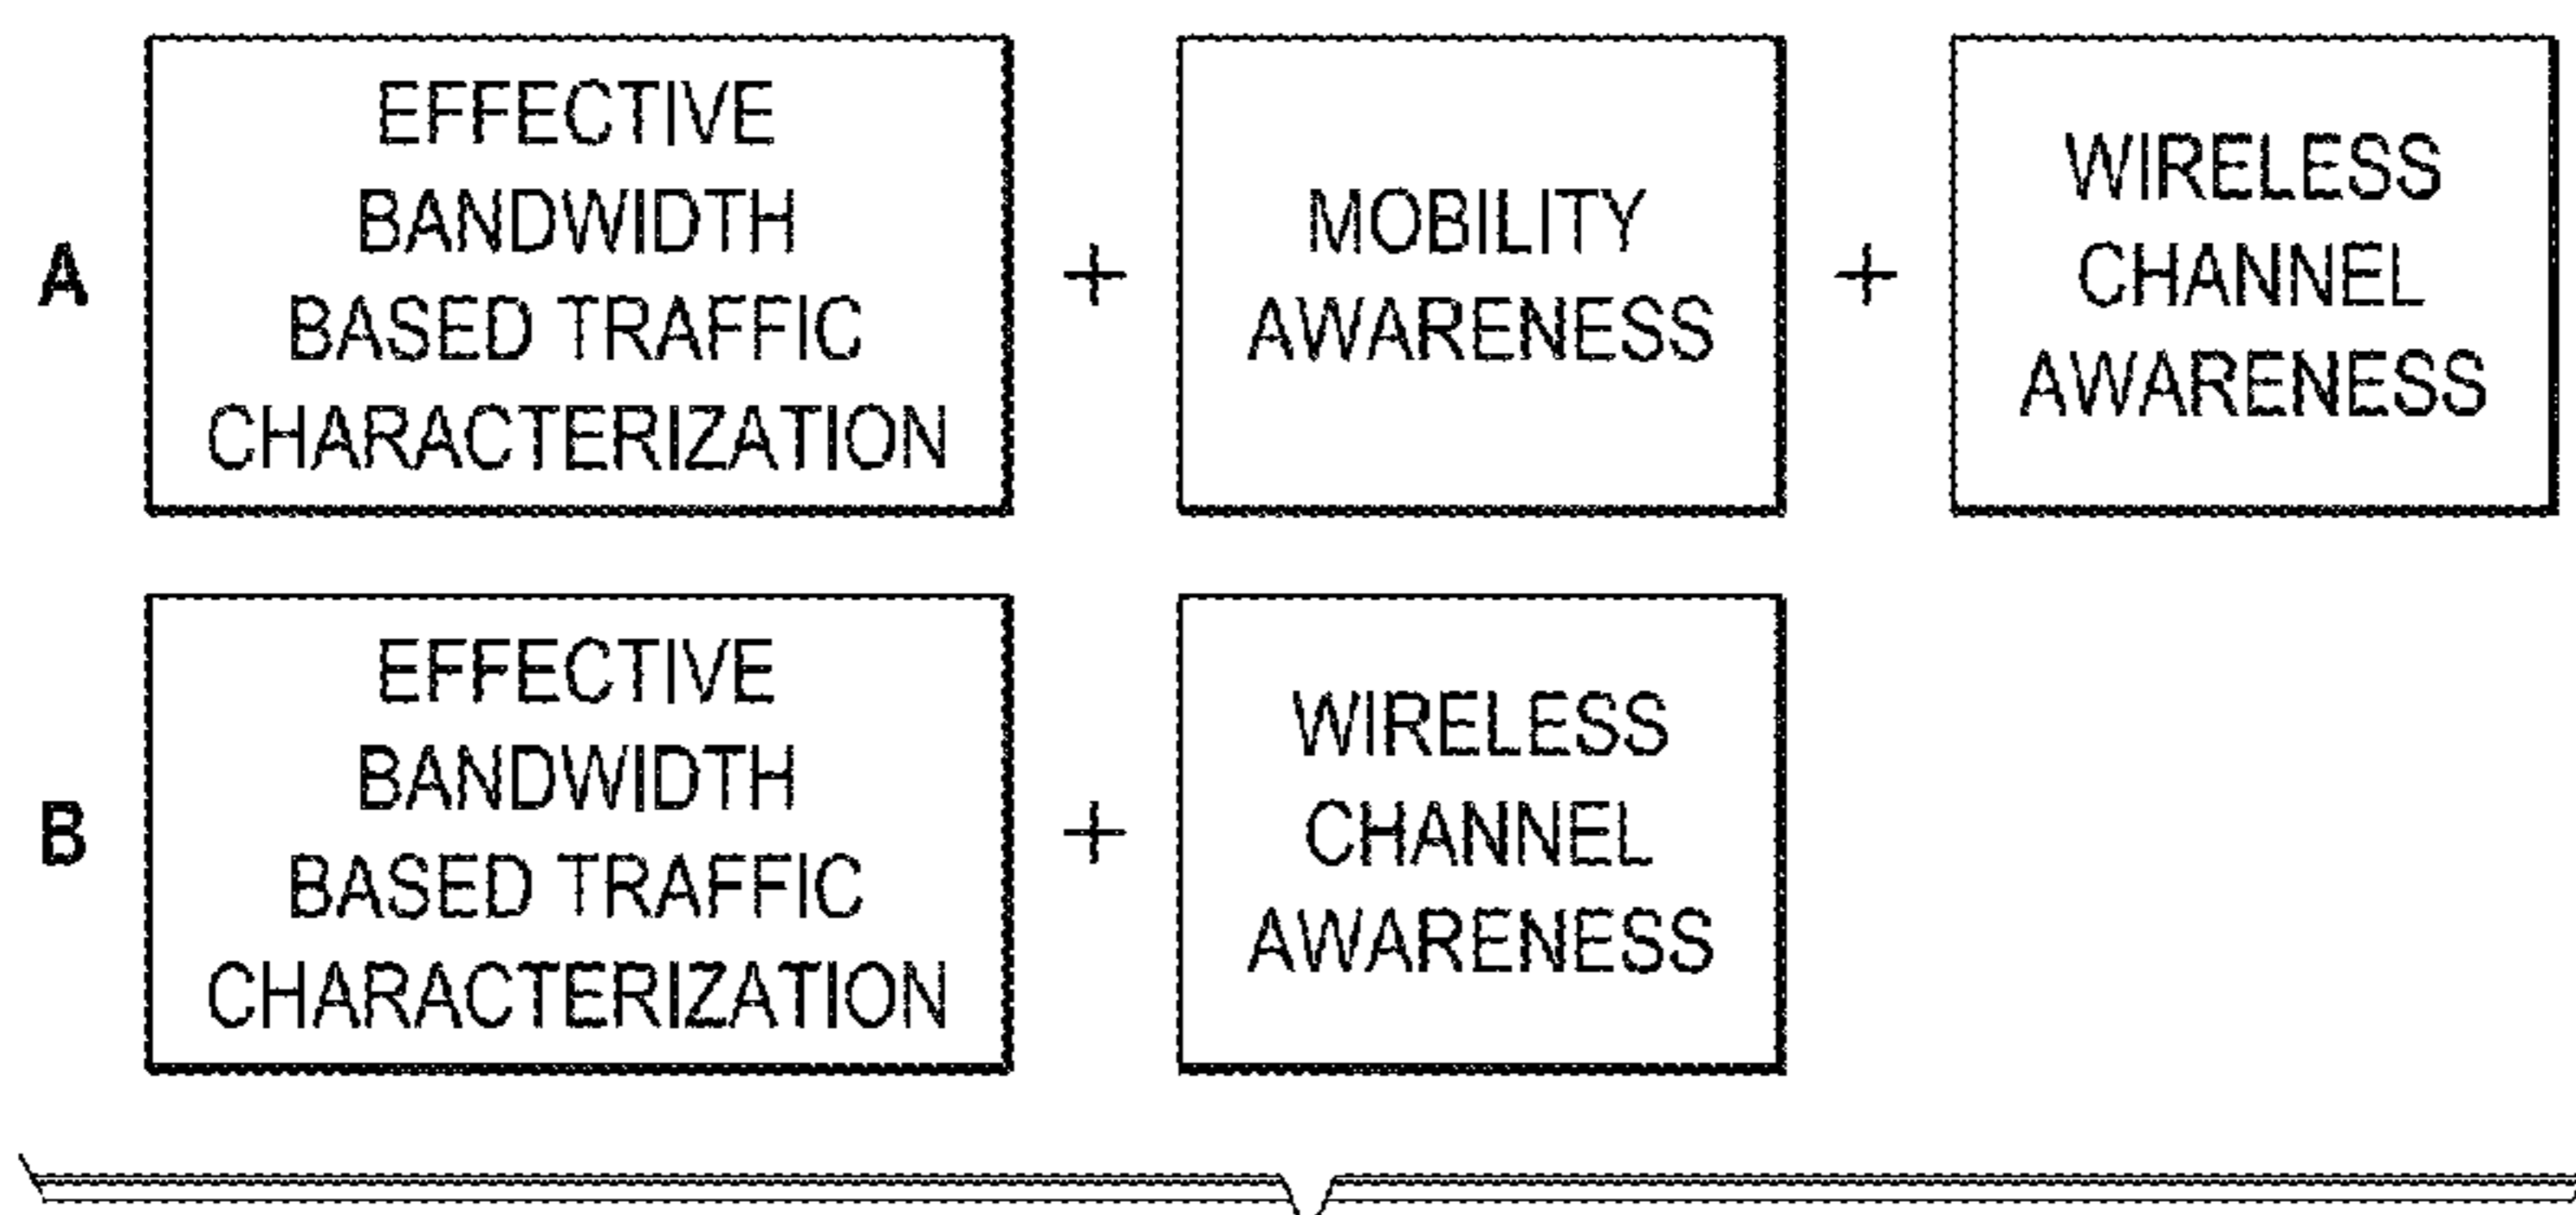 A
EFFECTIVE
BANDWIDTH
BASED TRAFFIC
CHARACTERIZATION
+
MOBILITY
AWARENESS
+
WIRELESS
CHANNEL
AWARENESS
B
EFFECTIVE
BANDWIDTH
BASED TRAFFIC
CHARACTERIZATION
+
WIRELESS
CHANNEL
AWARENESS